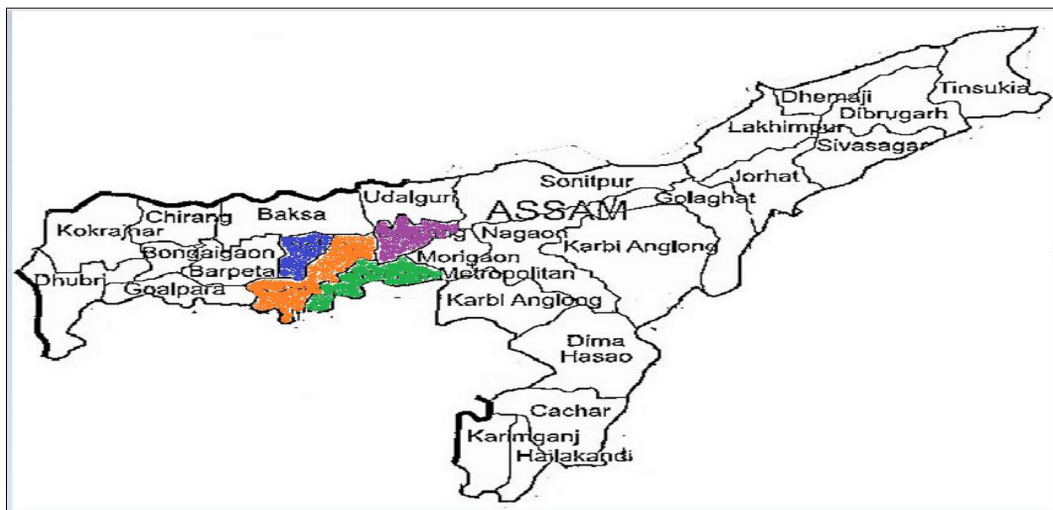 Tinsukia
Dhemaji
Dibrugarh
Lakhimpur
Sivasagar
Jorhat
Sonitpur
Udalguri
Golaghat
ASSAM
Chirang
Baksa
Kokrajhar
Nagaon
Karbi Anglong
Bongaigaon
Morigaon
Barpeta
Metropolitan
Dhubri
Goalpara
Karbi Anglong
Dima
Hasao
Cachar
Karimganj
Hailakandi